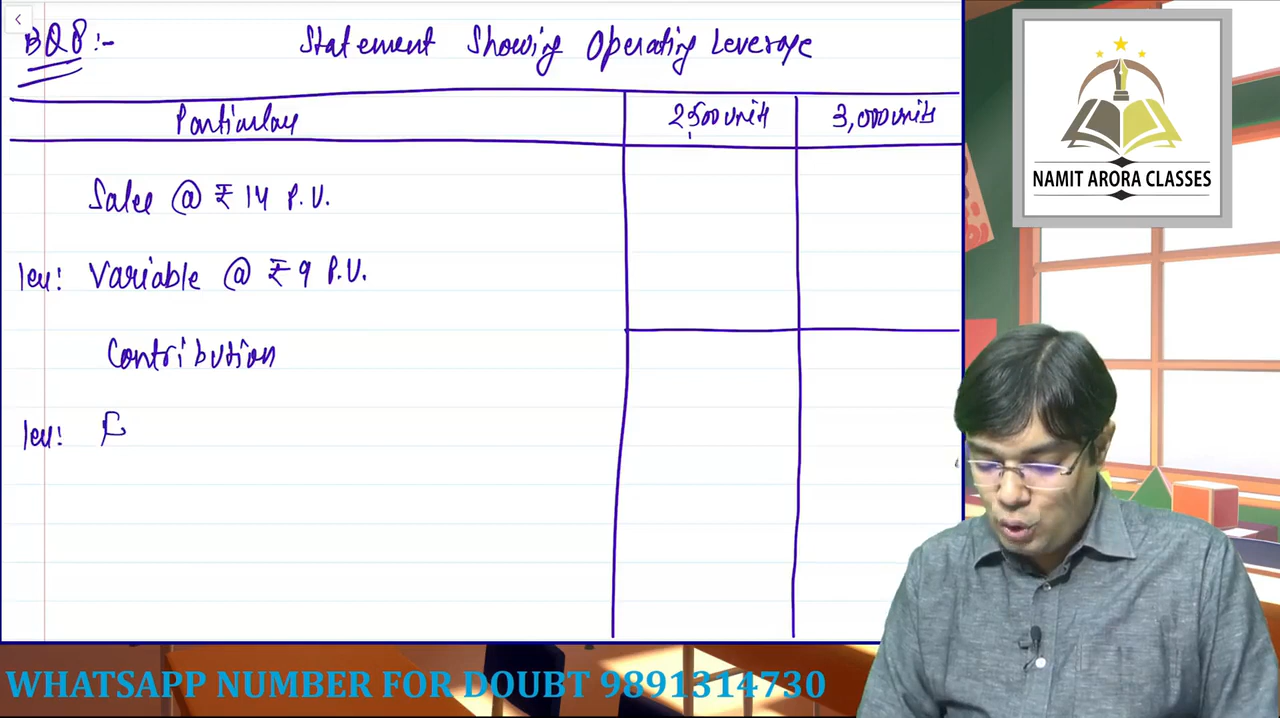 BQ8:- Statement Showing Operating Leverage
Particulars 2,500 units 3,000 units
Sales @ ₹ 14 P.U.
less: Variable @ ₹ 9 P.U.
Contribution
less: F
NAMIT ARORA CLASSES
WHATSAPP NUMBER FOR DOUBT 9891314730